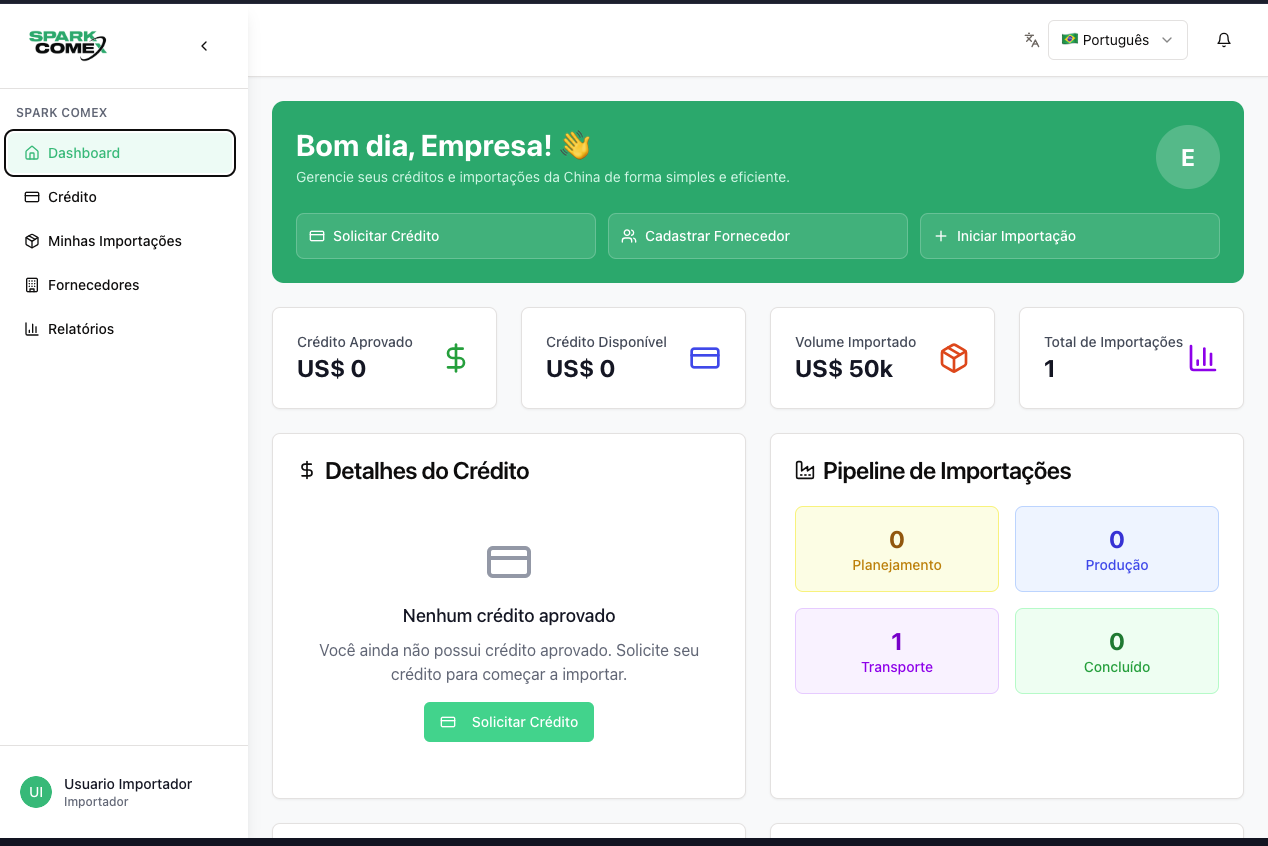 SPARK
COMEX
Português
SPARK COMEX
Dashboard
Crédito
Minhas Importações
Fornecedores
Relatórios
Bom dia, Empresa! 👋
Gerencie seus créditos e importações da China de forma simples e eficiente.
E
Solicitar Crédito
Cadastrar Fornecedor
Iniciar Importação
Crédito Aprovado
US$ 0
Crédito Disponível
US$ 0
Volume Importado
US$ 50k
Total de Importações
1
Detalhes do Crédito
Nenhum crédito aprovado
Você ainda não possui crédito aprovado. Solicite seu
crédito para começar a importar.
Solicitar Crédito
Pipeline de Importações
0
Planejamento
0
Produção
1
Transporte
0
Concluído
UI
Usuario Importador
Importador